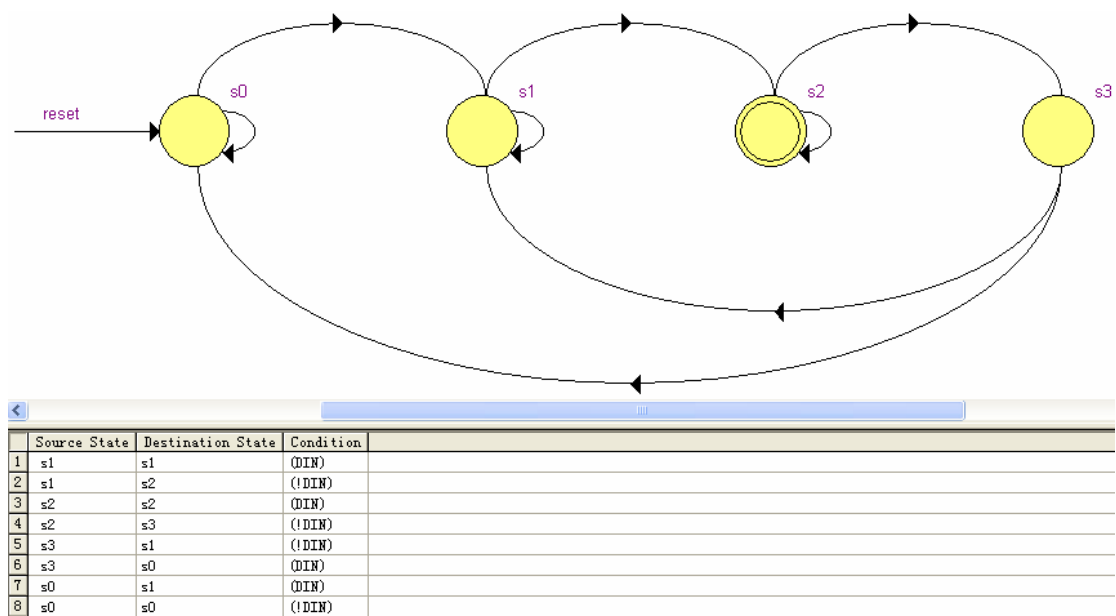 reset
s0
s1
s2
s3
Source State Destination State Condition
1 s1 s1 (DIN)
2 s1 s2 (!DIN)
3 s2 s2 (DIN)
4 s2 s3 (!DIN)
5 s3 s1 (!DIN)
6 s3 s0 (DIN)
7 s0 s1 (DIN)
8 s0 s0 (!DIN)